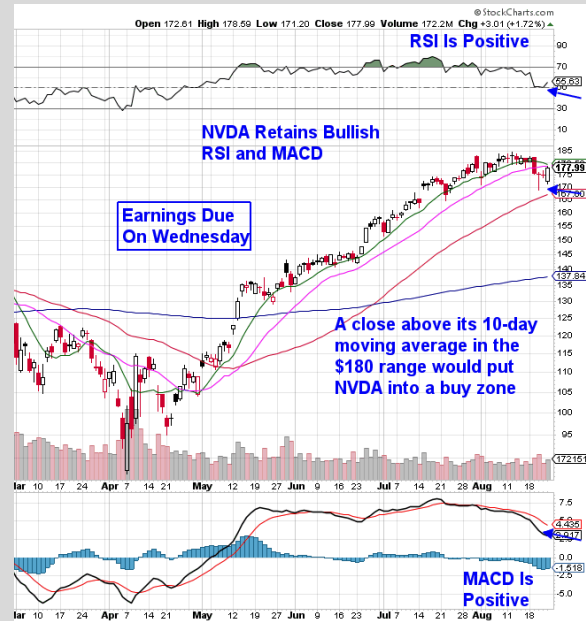 © StockCharts.com
Open 172.61 High 178.59 Low 171.20 Close 177.99 Volume 172.2M Chg +3.01 (+1.72%) ▲
RSI Is Positive
90
70
55.63
50
30
10
NVDA Retains Bullish
RSI and MACD
195
177.99
175
170
Earnings Due
On Wednesday
160
155
150
145
140
137.84
135
130
125
120
115
110
105
100
95
A close above its 10-day
moving average in the
$180 range would put
NVDA into a buy zone
172151
Mar 10 17 24 Apr 7 14 21 May 12 19 27 Jun 9 16 23 Jul 7 14 21 28 Aug 11 18
7.5
5.0
4.435
2.917
2.5
0.0
-1.518
-2.5
-5.0
MACD Is
Positive
Mar 10 17 24 Apr 7 14 21 May 12 19 27 Jun 9 16 23 Jul 7 14 21 28 Aug 11 18